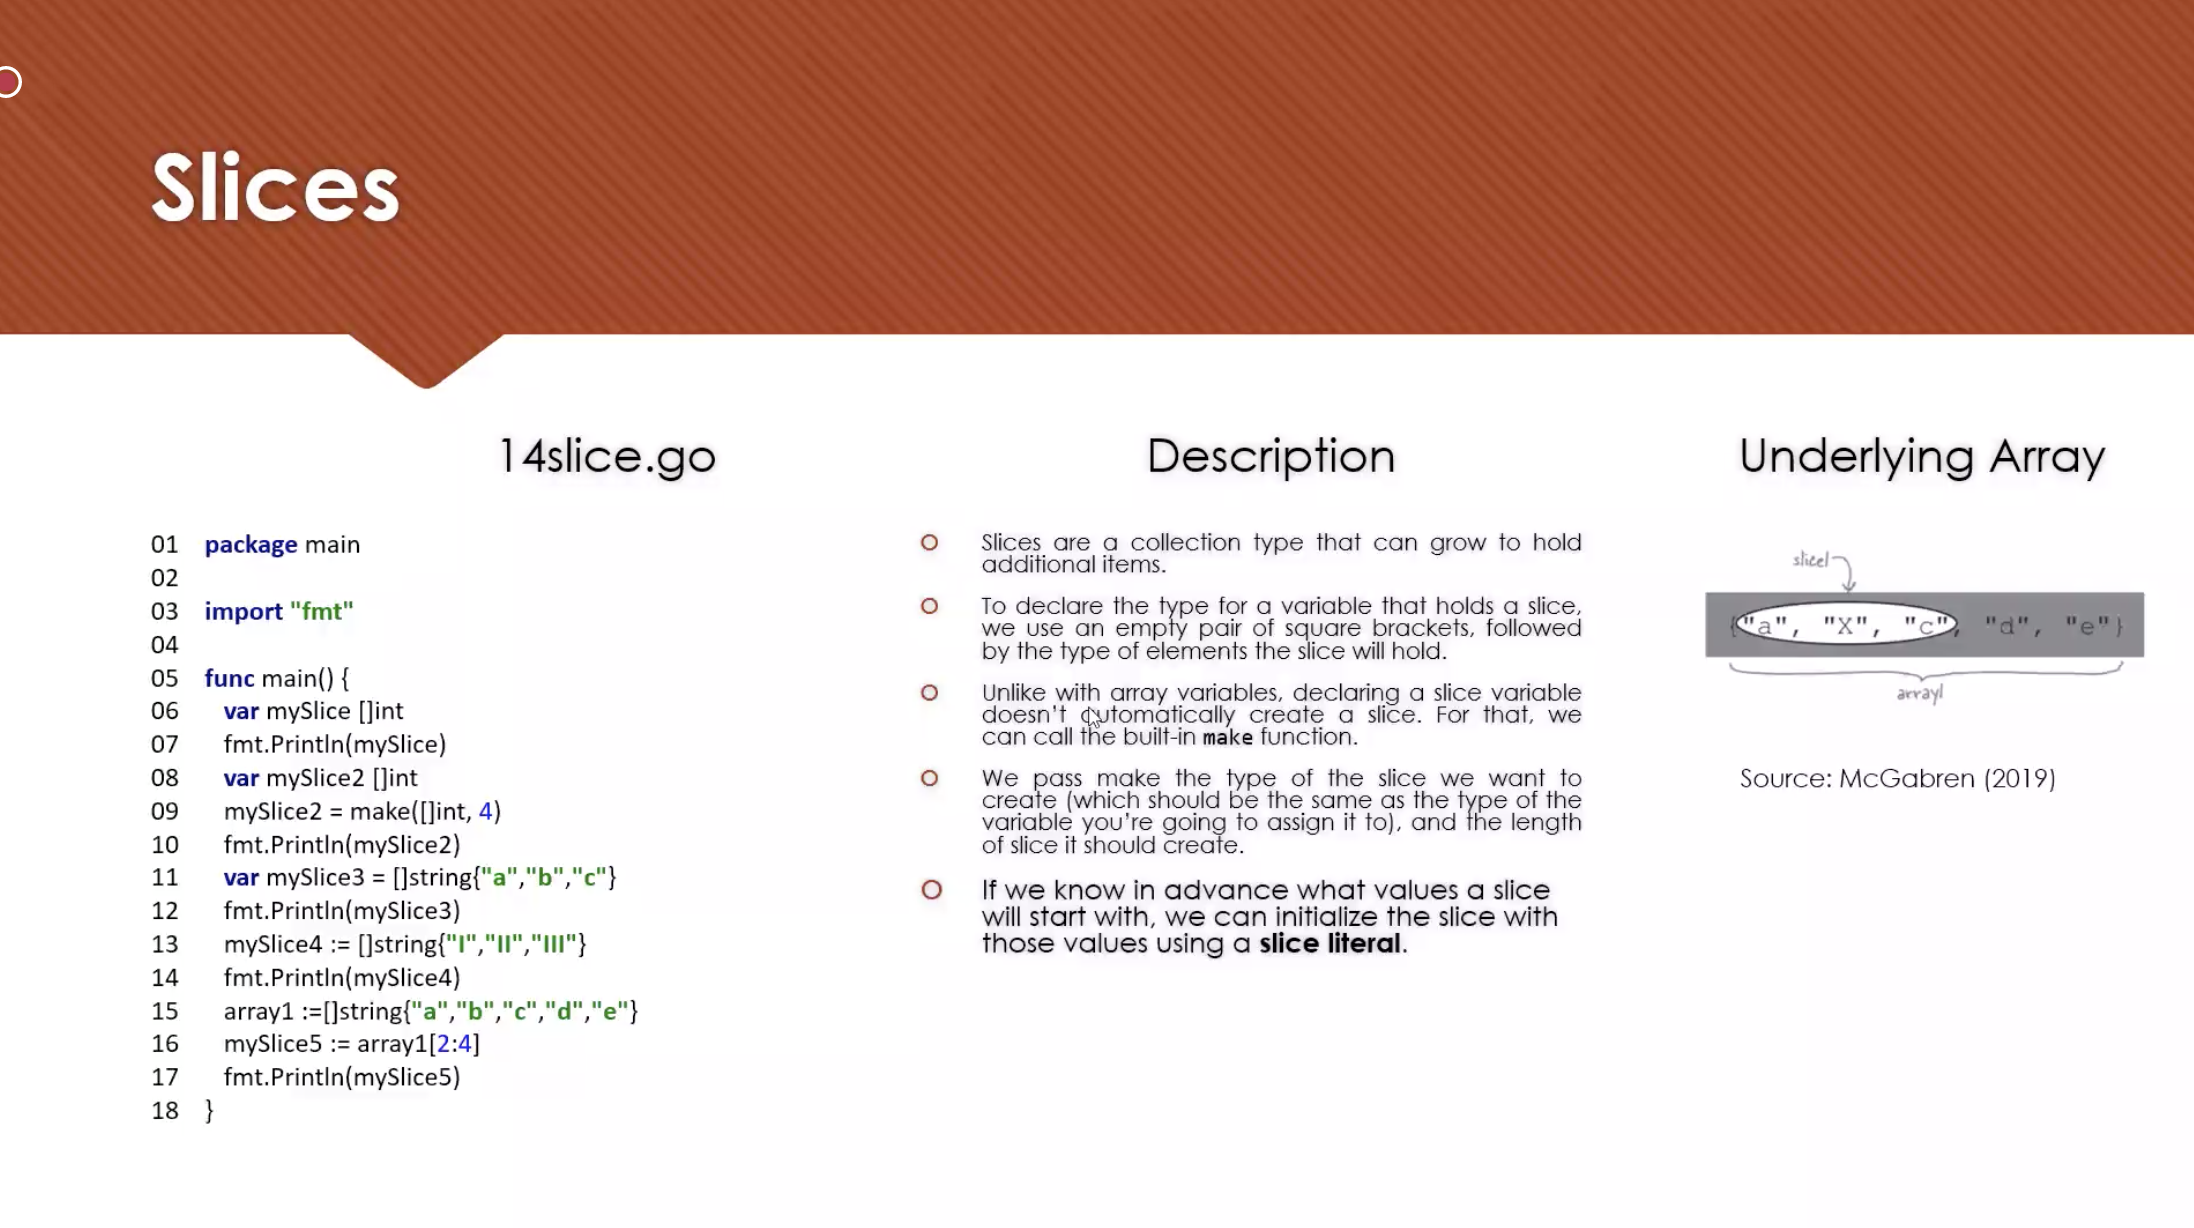 Slices
14slice.go
01 package main
02
03 import "fmt"
04
05 func main() {
06 var mySlice []int
07 fmt.Println(mySlice)
08 var mySlice2 []int
09 mySlice2 = make([]int, 4)
10 fmt.Println(mySlice2)
11 var mySlice3 = []string{"a","b","c"}
12 fmt.Println(mySlice3)
13 mySlice4 := []string{"I","II","III"}
14 fmt.Println(mySlice4)
15 array1 :=[]string{"a","b","c","d","e"}
16 mySlice5 := array1[2:4]
17 fmt.Println(mySlice5)
18 }
Description
Slices are a collection type that can grow to hold
additional items.
To declare the type for a variable that holds a slice,
we use an empty pair of square brackets, followed
by the type of elements the slice will hold.
Unlike with array variables, declaring a slice variable
doesn't automatically create a slice. For that, we
can call the built-in make function.
We pass make the type of the slice we want to
create (which should be the same as the type of the
variable you're going to assign it to), and the length
of slice it should create.
If we know in advance what values a slice
will start with, we can initialize the slice with
those values using a slice literal.
Underlying Array
slice1
{"a", "X", "c", "d", "e"}
array1
Source: McGabren (2019)